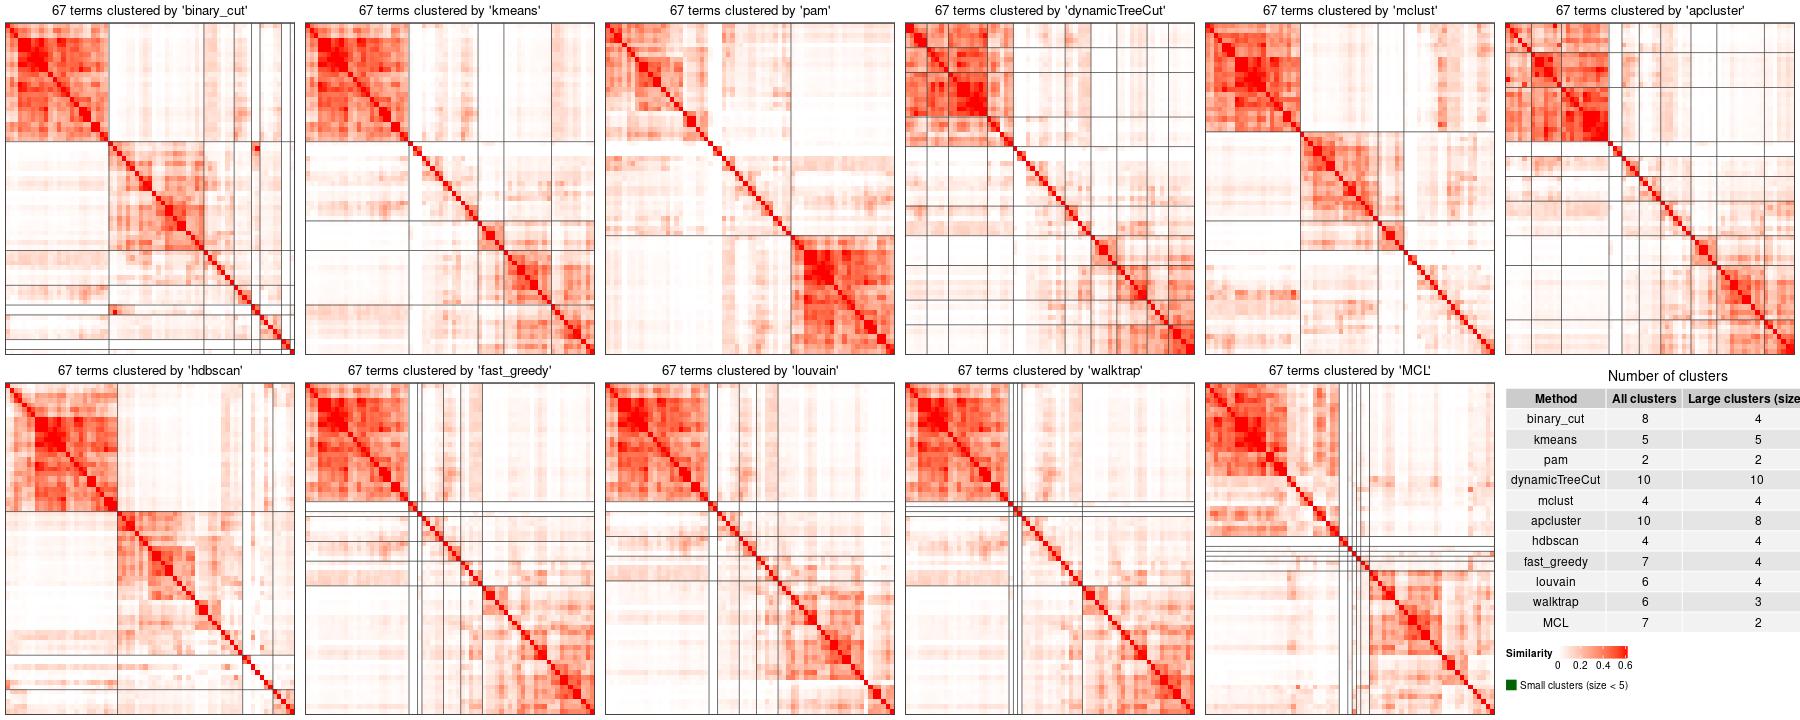 67 terms clustered by 'binary_cut'
67 terms clustered by 'kmeans'
67 terms clustered by 'pam'
67 terms clustered by 'dynamicTreeCut'
67 terms clustered by 'mclust'
67 terms clustered by 'apcluster'
67 terms clustered by 'hdbscan'
67 terms clustered by 'fast_greedy'
67 terms clustered by 'louvain'
67 terms clustered by 'walktrap'
67 terms clustered by 'MCL'
Number of clusters
Method All clusters Large clusters (size
binary_cut 8 4
kmeans 5 5
pam 2 2
dynamicTreeCut 10 10
mclust 4 4
apcluster 10 8
hdbscan 4 4
fast_greedy 7 4
louvain 6 4
walktrap 6 3
MCL 7 2
Similarity
0 0.2 0.4 0.6
Small clusters (size < 5)